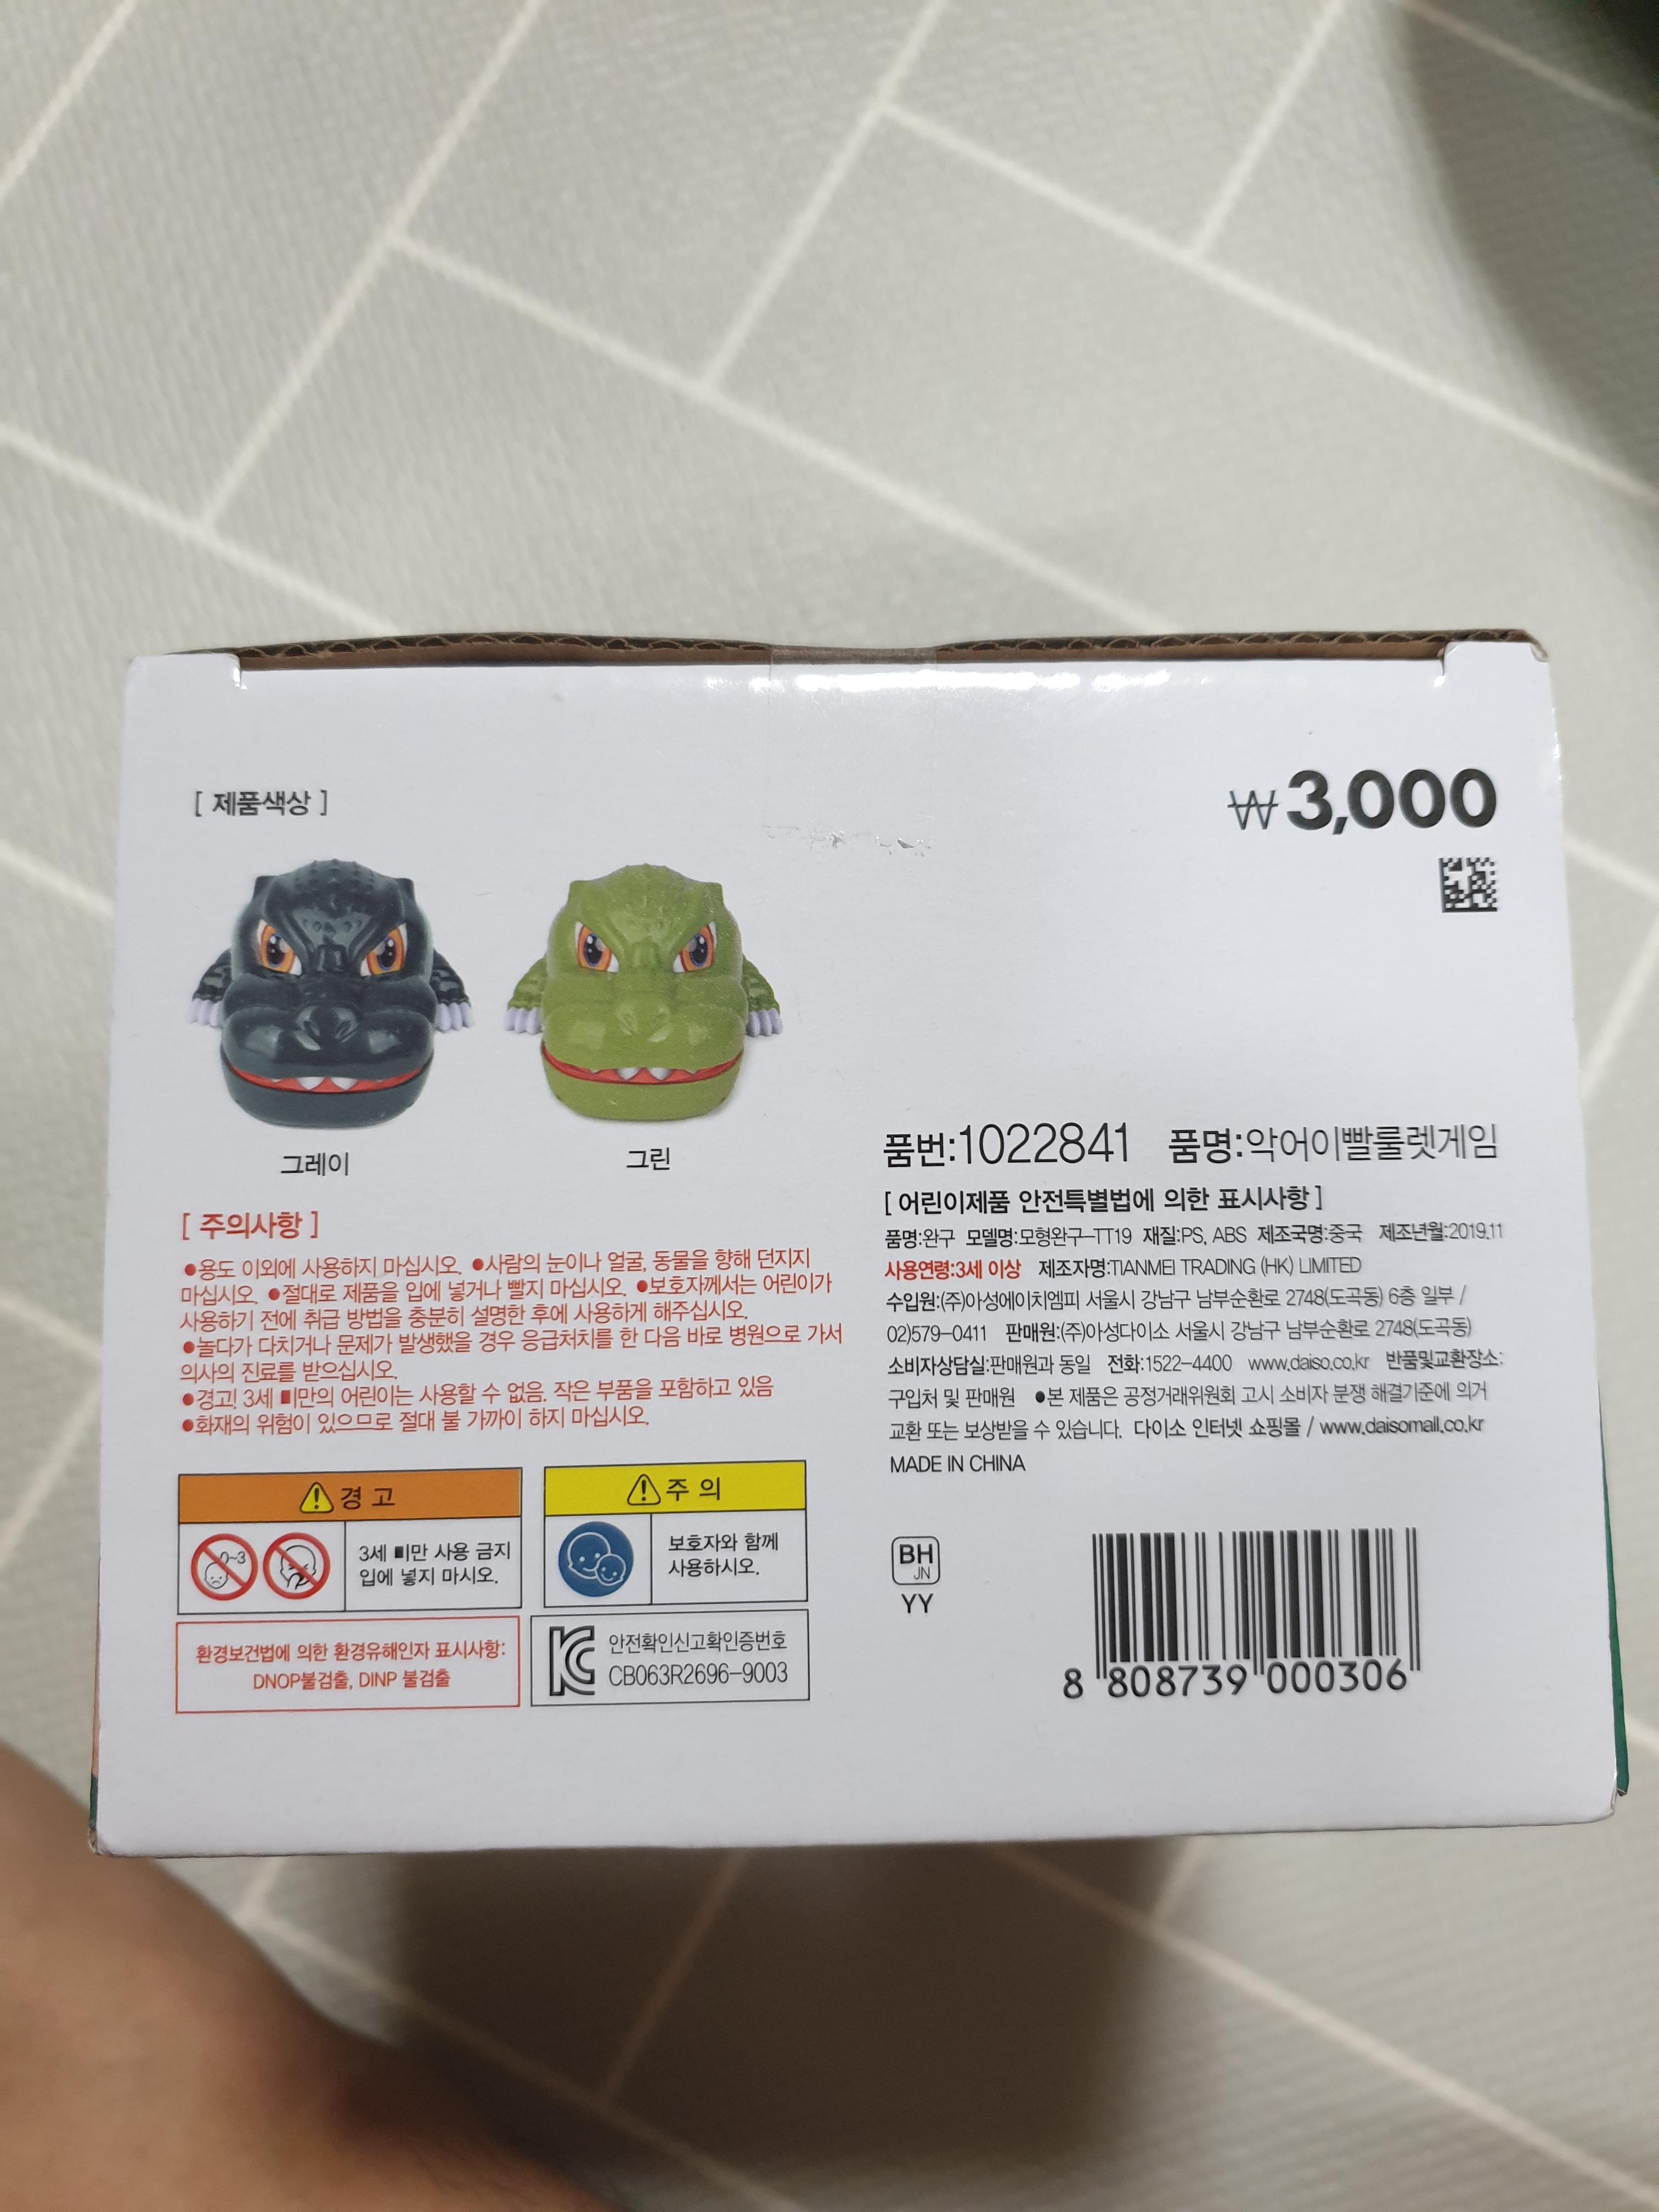 [ 제품색상 ]
₩3,000
그레이
그린
품번:1022841 품명:악어이빨룰렛게임
[ 주의사항 ]
●용도 이외에 사용하지 마십시오. ●사람의 눈이나 얼굴, 동물을 향해 던지지
마십시오. ●절대로 제품을 입에 넣거나 빨지 마십시오. ●보호자께서는 어린이가
사용하기 전에 취급 방법을 충분히 설명한 후에 사용하게 해주십시오.
●놀다가 다치거나 문제가 발생했을 경우 응급처치를 한 다음 바로 병원으로 가서
의사의 진료를 받으십시오.
●경고! 3세 미만의 어린이는 사용할 수 없음. 작은 부품을 포함하고 있음
●화재의 위험이 있으므로 절대 불 가까이 하지 마십시오.
[ 어린이제품 안전특별법에 의한 표시사항 ]
품명:완구 모델명:모형완구-TT19 재질:PS, ABS 제조국명:중국 제조년월:2019.11
사용연령:3세 이상 제조자명:TIANMEI TRADING (HK) LIMITED
수입원:(주)아성에이치엠피 서울시 강남구 남부순환로 2748(도곡동) 6층 일부 /
02)579-0411 판매원:(주)아성다이소 서울시 강남구 남부순환로 2748(도곡동)
소비자상담실:판매원과 동일 전화:1522-4400 www.daiso.co.kr 반품및교환장소:
구입처 및 판매원 ●본 제품은 공정거래위원회 고시 소비자 분쟁 해결기준에 의거
교환 또는 보상받을 수 있습니다. 다이소 인터넷 쇼핑몰 / www.daisomall.co.kr
MADE IN CHINA
경 고
0~3
3세 미만 사용 금지
입에 넣지 마시오.
주 의
보호자와 함께
사용하시오.
환경보건법에 의한 환경유해인자 표시사항:
DNOP불검출, DINP 불검출
안전확인신고확인증번호
CB063R2696-9003
BH
JN
YY
8 808739 000306